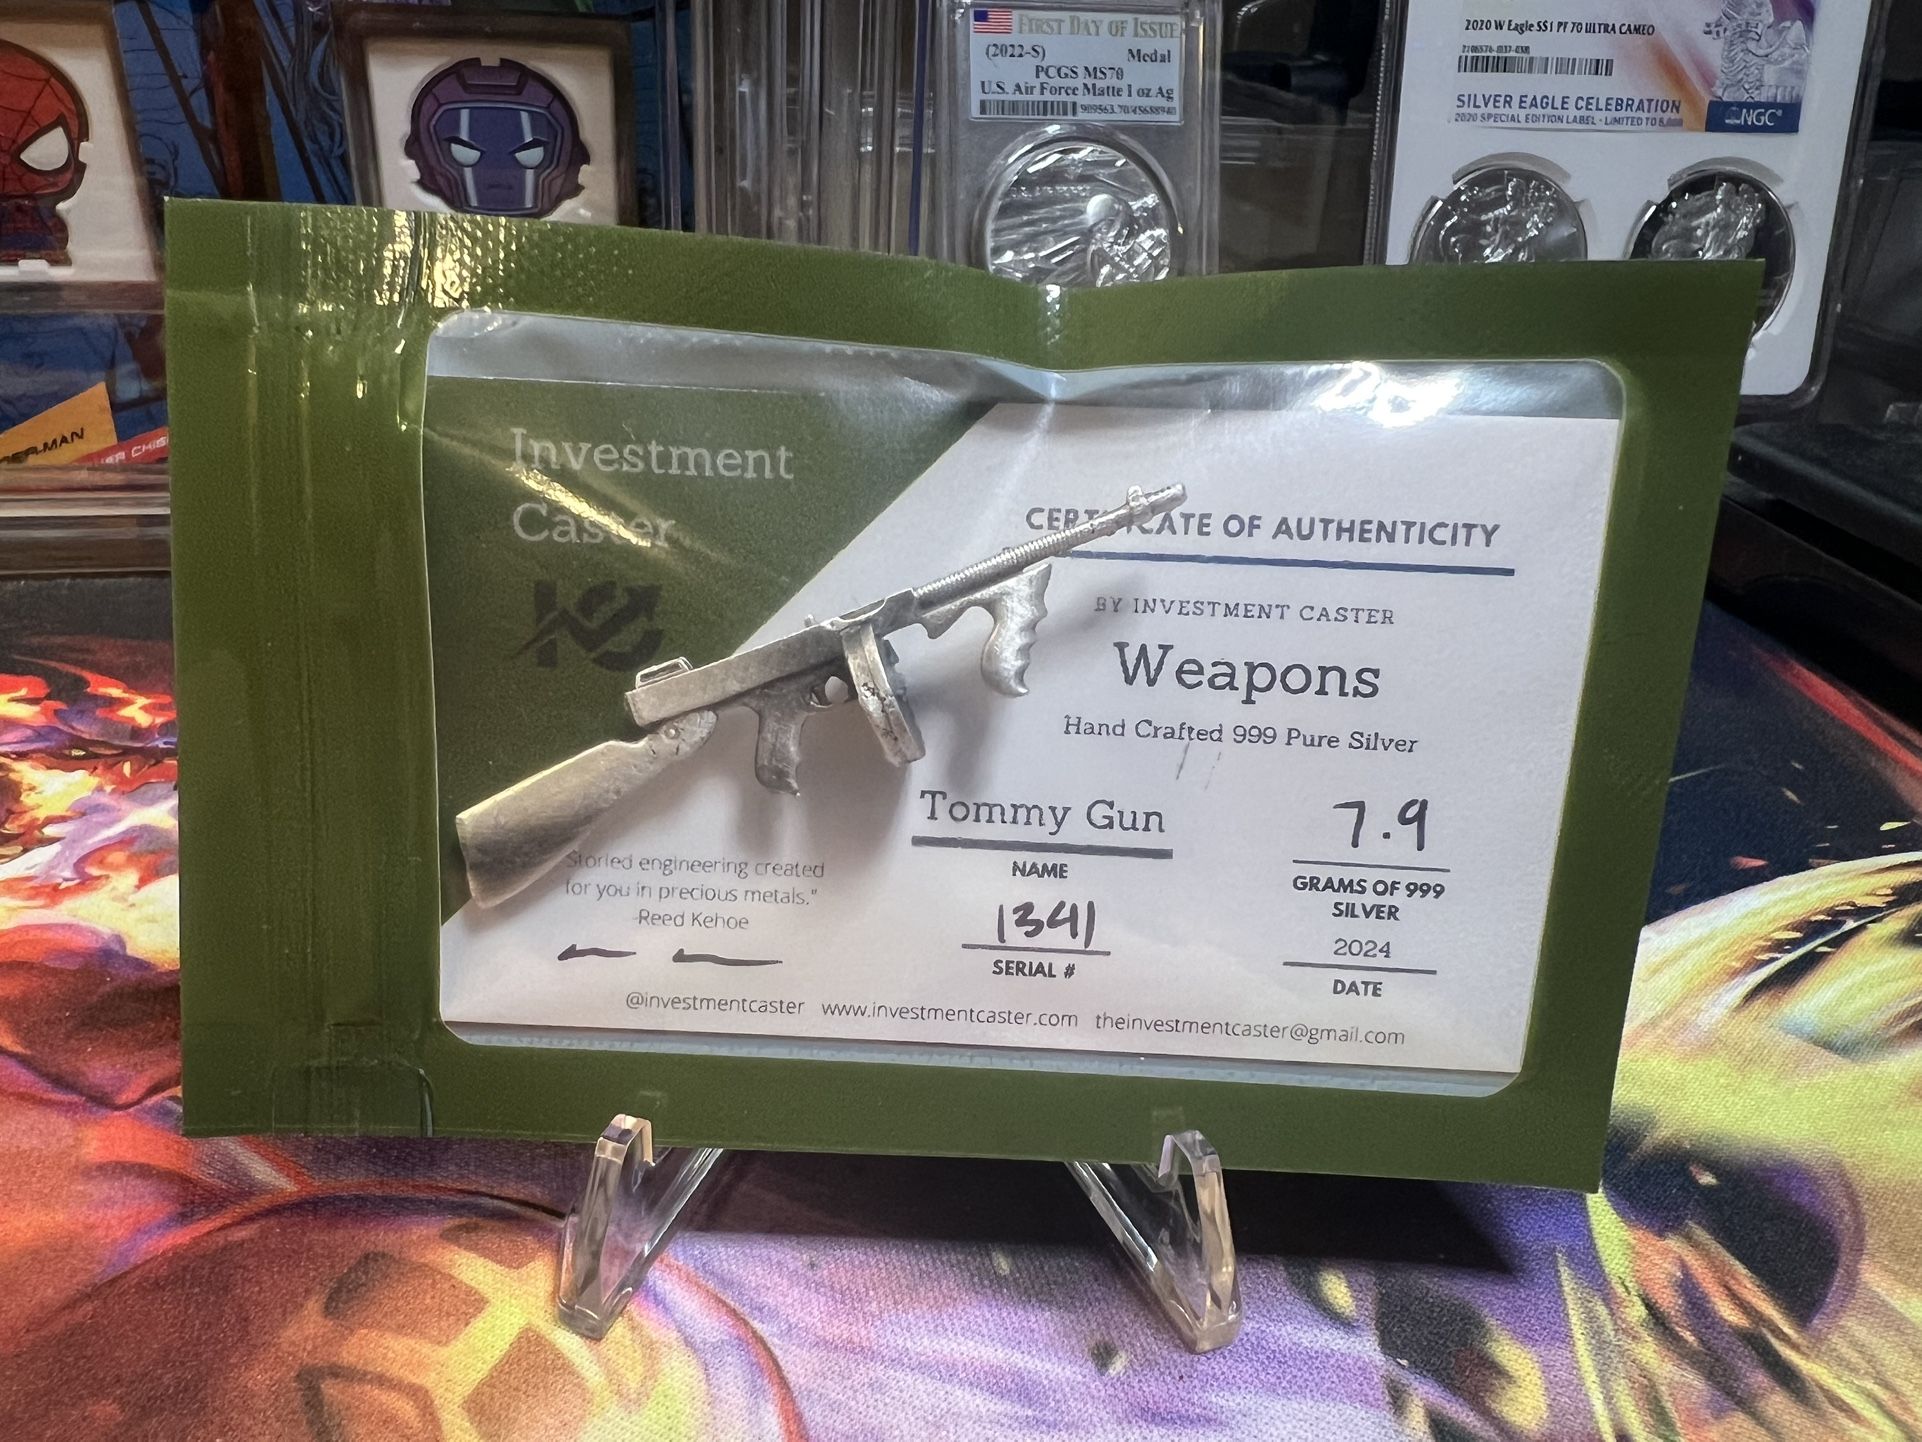 FIRST DAY OF ISSUE
(2022-S) Medal
PCGS MS70
U.S. Air Force Matte 1 oz Ag
2020 W Eagle SS1 PF 70 ULTRA CAMEO
SILVER EAGLE CELEBRATION
2020 SPECIAL EDITION LABEL - LIMITED TO
NGC
Investment
Caster
IC
CERTIFICATE OF AUTHENTICITY
BY INVESTMENT CASTER
Weapons
Hand Crafted 999 Pure Silver
Tommy Gun
NAME
7.9
GRAMS OF 999
SILVER
1341
SERIAL #
2024
DATE
Storied engineering created
for you in precious metals."
-Reed Kehoe
@investmentcaster www.investmentcaster.com theinvestmentcaster@gmail.com